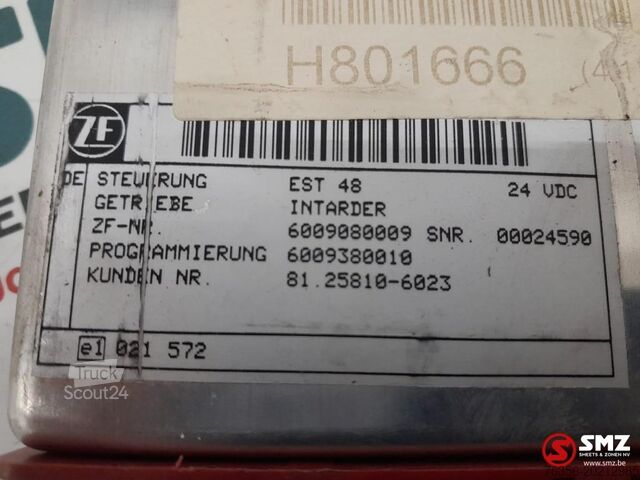 H801666
ZF
DE STEUERUNG EST 48 24 VDC
GETRIEBE INTARDER
ZF-NR. 6009080009 SNR. 00024590
PROGRAMMIERUNG 6009380010
KUNDEN NR. 81.25810-6023
e1 021 572
Truck
Scout24
SMZ
SMEETS & ZONEN NV
www.smz.be